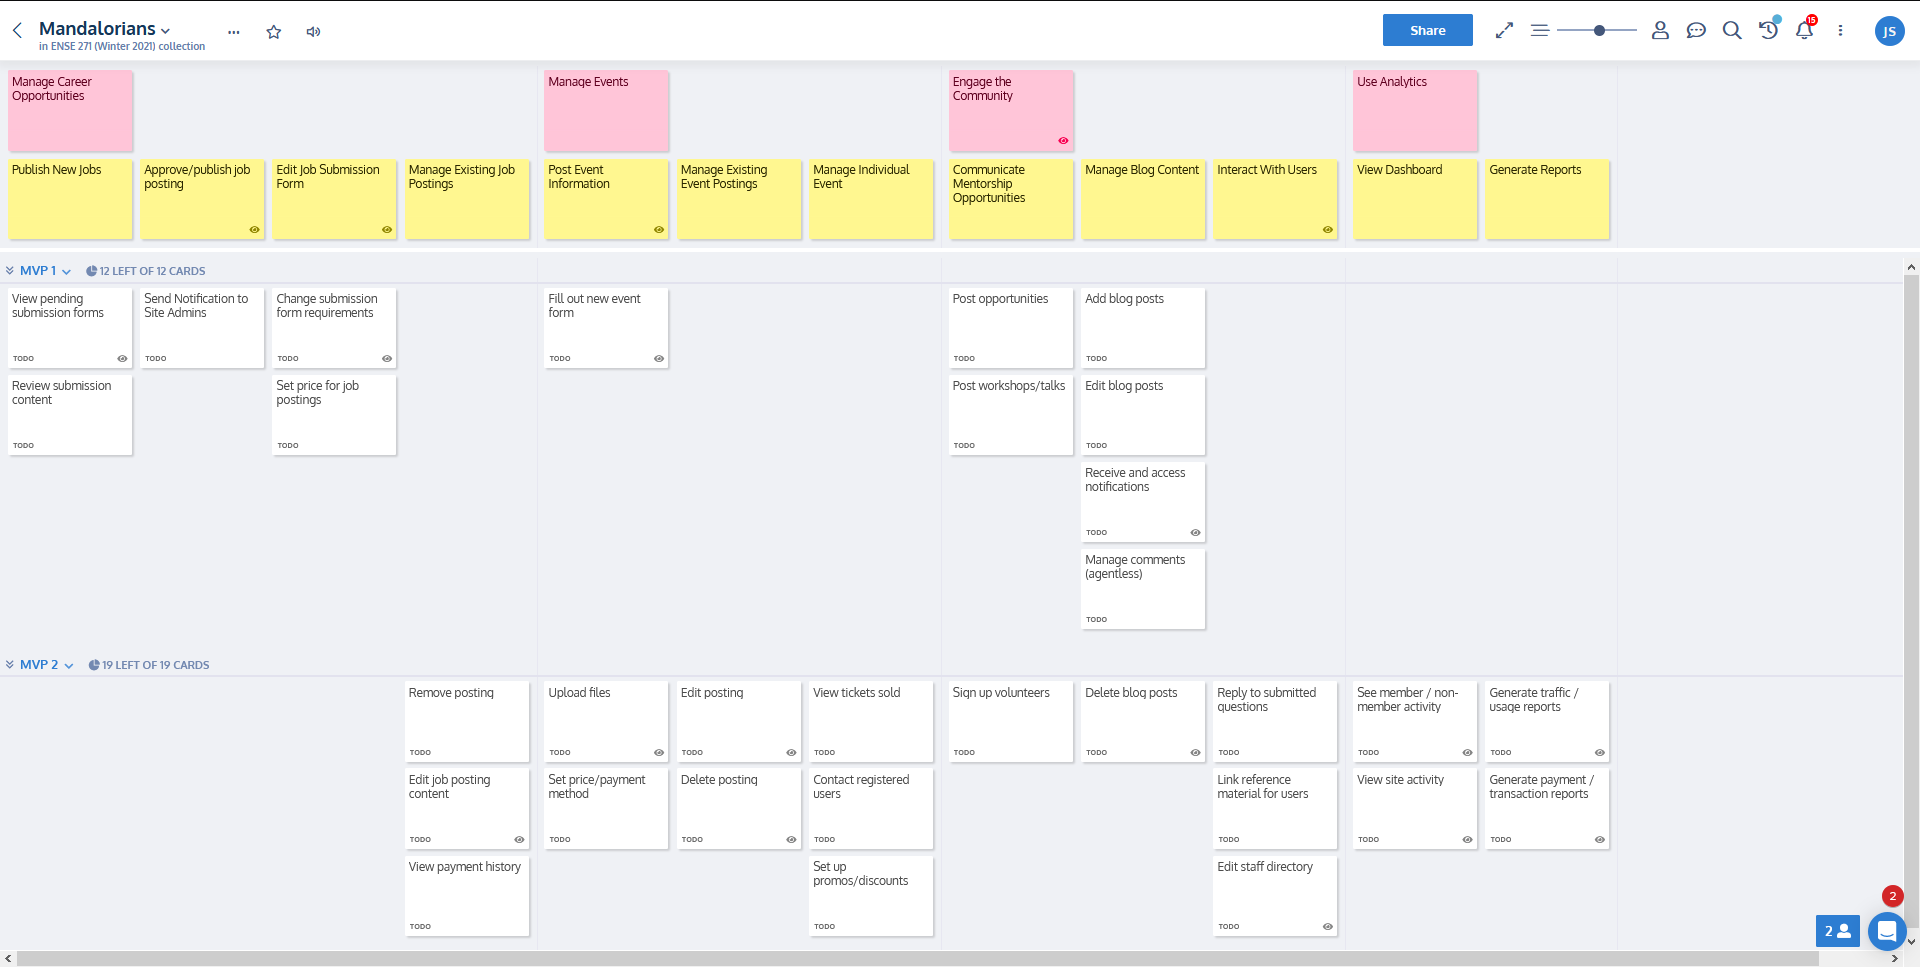 Mandalorians
in ENSE 271 (Winter 2021) collection
Share
15
JS
Manage Career
Opportunities
Manage Events
Engage the
Community
Use Analytics
Publish New Jobs
Approve/publish job
posting
Edit Job Submission
Form
Manage Existing Job
Postings
Post Event
Information
Manage Existing
Event Postings
Manage Individual
Event
Communicate
Mentorship
Opportunities
Manage Blog Content
Interact With Users
View Dashboard
Generate Reports
MVP 1
12 LEFT OF 12 CARDS
View pending
submission forms
TODO
Send Notification to
Site Admins
TODO
Change submission
form requirements
TODO
Fill out new event
form
TODO
Post opportunities
TODO
Add blog posts
TODO
Review submission
content
TODO
Set price for job
postings
TODO
Post workshops/talks
TODO
Edit blog posts
TODO
Receive and access
notifications
TODO
Manage comments
(agentless)
TODO
MVP 2
19 LEFT OF 19 CARDS
Remove posting
TODO
Upload files
TODO
Edit posting
TODO
View tickets sold
TODO
Sign up volunteers
TODO
Delete blog posts
TODO
Reply to submitted
questions
TODO
See member / non-
member activity
TODO
Generate traffic /
usage reports
TODO
Edit job posting
content
TODO
Set price/payment
method
TODO
Delete posting
TODO
Contact registered
users
TODO
Link reference
material for users
TODO
View site activity
TODO
Generate payment /
transaction reports
TODO
View payment history
TODO
Set up
promos/discounts
TODO
Edit staff directory
TODO
2
2